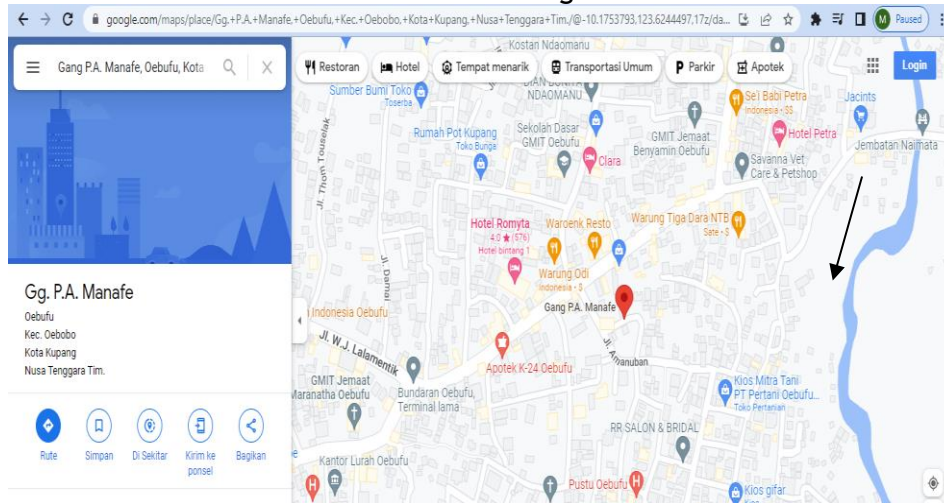 google.com/maps/place/Gg.+P.A.+Manafe,+Oebufu,+Kec.+Oebobo,+Kota+Kupang,+Nusa+Tenggara+Tim./@-10.1753793,123.6244497,17z/da...
M Paused
Gang P.A. Manafe, Oebufu, Kota
Restoran
Hotel
Tempat menarik
Transportasi Umum
P Parkir
Apotek
Login
Gg. P.A. Manafe
Oebufu
Kec. Oebobo
Kota Kupang
Nusa Tenggara Tim.
Rute
Simpan
Di Sekitar
Kirim ke
ponsel
Bagikan
Kostan Ndaomanu
NDAOMANU
Sumber Bumi Toko
Toserba
Rumah Pot Kupang
Toko Bunga
Sekolah Dasar
GMIT Oebufu
Clara
GMIT Jemaat
Benyamin Oebufu
Se'i Babi Petra
Indonesia • $$
Jacints
Hotel Petra
Jembatan Naimata
Savanna Vet
Care & Petshop
Jl. Thom Touselak
Hotel Romyta
4.0 ★ (576)
Hotel bintang 1
Waroenk Resto
Warung Tiga Dara NTB
Sate • $
Warung Odi
Indonesia • $
Gang P.A. Manafe
Jl. Damai
Indonesia Oebufu
Jl. W.J. Lalamentik
Apotek K-24 Oebufu
Jl. Amanuban
GMIT Jemaat
Maranatha Oebufu
Bundaran Oebufu,
Terminal lama
Kios Mitra Tani
PT Pertani Oebufu...
Toko Pertanian
RR SALON & BRIDAL
Kantor Lurah Oebufu
Pustu Oebufu
Kios gifar